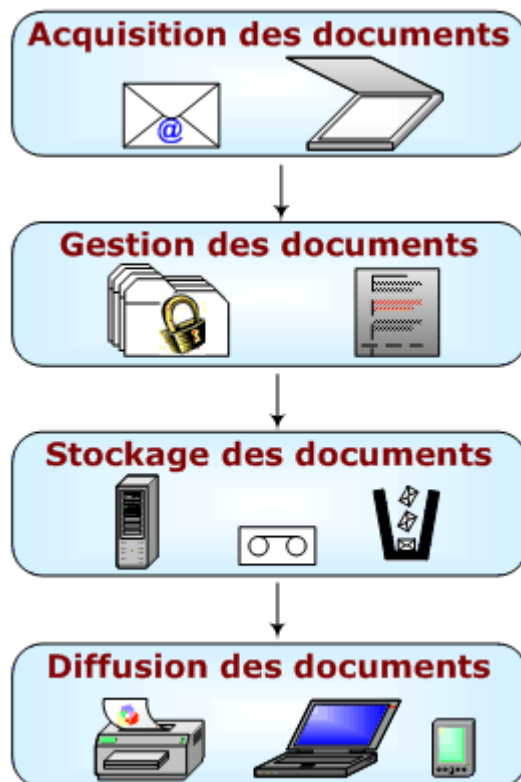 Acquisition des documents
@
Gestion des documents
Stockage des documents
Diffusion des documents